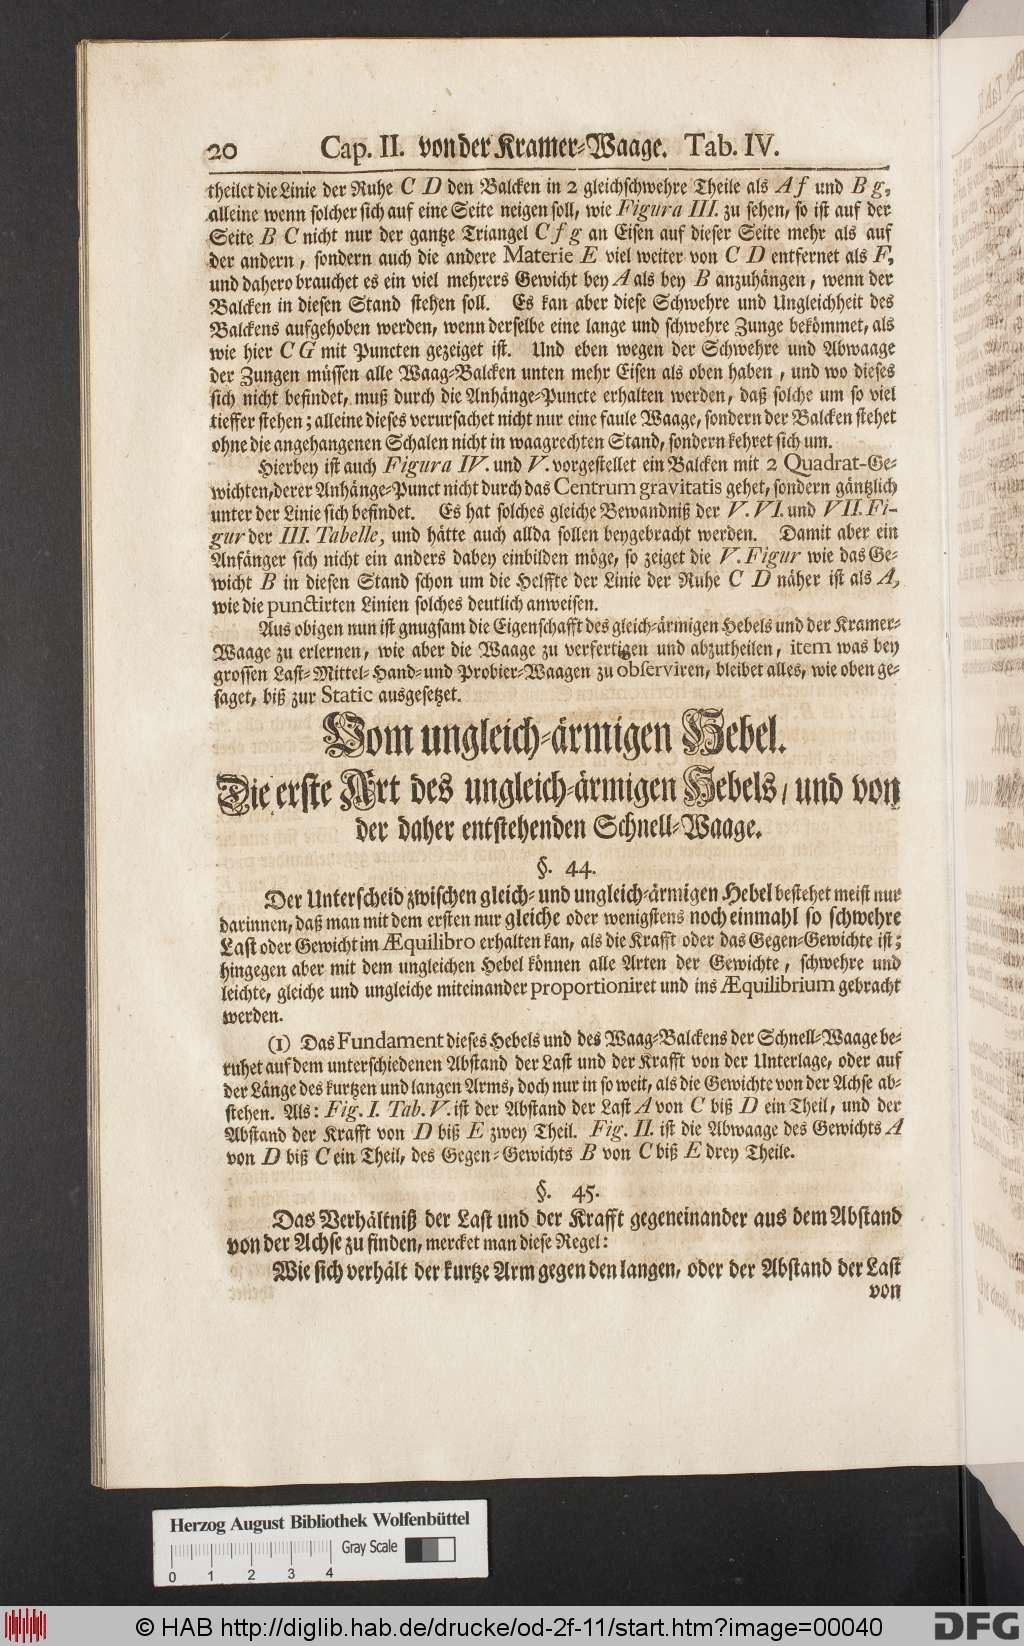 20 Cap. II. von der Kramer-Waage. Tab. IV.
theilet die Linie der Ruhe C D den Balcken in 2 gleichschwehre Theile als A f und B g,
alleine wenn solcher sich auf eine Seite neigen soll, wie Figura III. zu sehen, so ist auf der
Seite B C nicht nur der gantze Triangel C f g an Eisen auf dieser Seite mehr als auf
der andern, sondern auch die andere Materie E viel weiter von C D entfernet als F,
und dahero brauchet es ein viel mehrers Gewicht bey A als bey B anzuhängen, wenn der
Balcken in diesen Stand stehen soll. Es kan aber diese Schwehre und Ungleichheit des
Balckens aufgehoben werden, wenn derselbe eine lange und schwehre Zunge bekömmet, als
wie hier C G mit Puncten gezeiget ist. Und eben wegen der Schwehre und Abwaage
der Zungen müssen alle Waag-Balcken unten mehr Eisen als oben haben, und wo dieses
sich nicht befindet, muß durch die Anhänge-Puncte erhalten werden, daß solche um so viel
tieffer stehen; alleine dieses verursachet nicht nur eine faule Waage, sondern der Balcken stehet
ohne die angehangenen Schalen nicht in waagrechten Stand, sondern kehret sich um.
Hierbey ist auch Figura IV. und V. vorgestellet ein Balcken mit 2 Quadrat-Ge-
wichten, derer Anhänge-Punct nicht durch das Centrum gravitatis gehet, sondern gäntzlich
unter der Linie sich befindet. Es hat solches gleiche Bewandniß der V. VI. und VII. Fi-
gur der III. Tabelle, und hätte auch allda sollen beygebracht werden. Damit aber ein
Anfänger sich nicht ein anders dabey einbilden möge, so zeiget die V. Figur wie das Ge-
wicht B in diesen Stand schon um die Helffte der Linie der Ruhe C D näher ist als A,
wie die punctirten Linien solches deutlich anweisen.
Aus obigen nun ist gnugsam die Eigenschafft des gleich-ärmigen Hebels und der Kramer-
Waage zu erlernen, wie aber die Waage zu verfertigen und abzutheilen, item was bey
grossen Last-Mittel-Hand-und Probier-Waagen zu observiren, bleibet alles, wie oben ge-
saget, biß zur Static ausgesetzet.
Vom ungleich-ärmigen Hebel.
Die erste Art des ungleich-ärmigen Hebels, und von
der daher entstehenden Schnell-Waage.
§. 44.
Der Unterscheid zwischen gleich- und ungleich-ärmigen Hebel bestehet meist nur
darinnen, daß man mit dem ersten nur gleiche oder wenigstens noch einmahl so schwehre
Last oder Gewicht im Æquilibro erhalten kan, als die Krafft oder das Gegen-Gewichte ist;
hingegen aber mit dem ungleichen Hebel können alle Arten der Gewichte, schwehre und
leichte, gleiche und ungleiche miteinander proportioniret und ins Æquilibrium gebracht
werden.
(1) Das Fundament dieses Hebels und des Waag-Balckens der Schnell-Waage be-
ruhet auf dem unterschiedenen Abstand der Last und der Krafft von der Unterlage, oder auf
der Länge des kurtzen und langen Arms, doch nur in so weit, als die Gewichte von der Achse ab-
stehen. Als: Fig. I. Tab. V. ist der Abstand der Last A von C biß D ein Theil, und der
Abstand der Krafft von D biß E zwey Theil. Fig. II. ist die Abwaage des Gewichts A
von D biß C ein Theil, des Gegen-Gewichts B von C biß E drey Theile.
§. 45.
Das Verhältniß der Last und der Krafft gegeneinander aus dem Abstand
von der Achse zu finden, mercket man diese Regel:
Wie sich verhält der kurtze Arm gegen den langen, oder der Abstand der Last
von
Herzog August Bibliothek Wolfenbüttel
Gray Scale
0 1 2 3 4
© HAB http://diglib.hab.de/drucke/od-2f-11/start.htm?image=00040
DFG